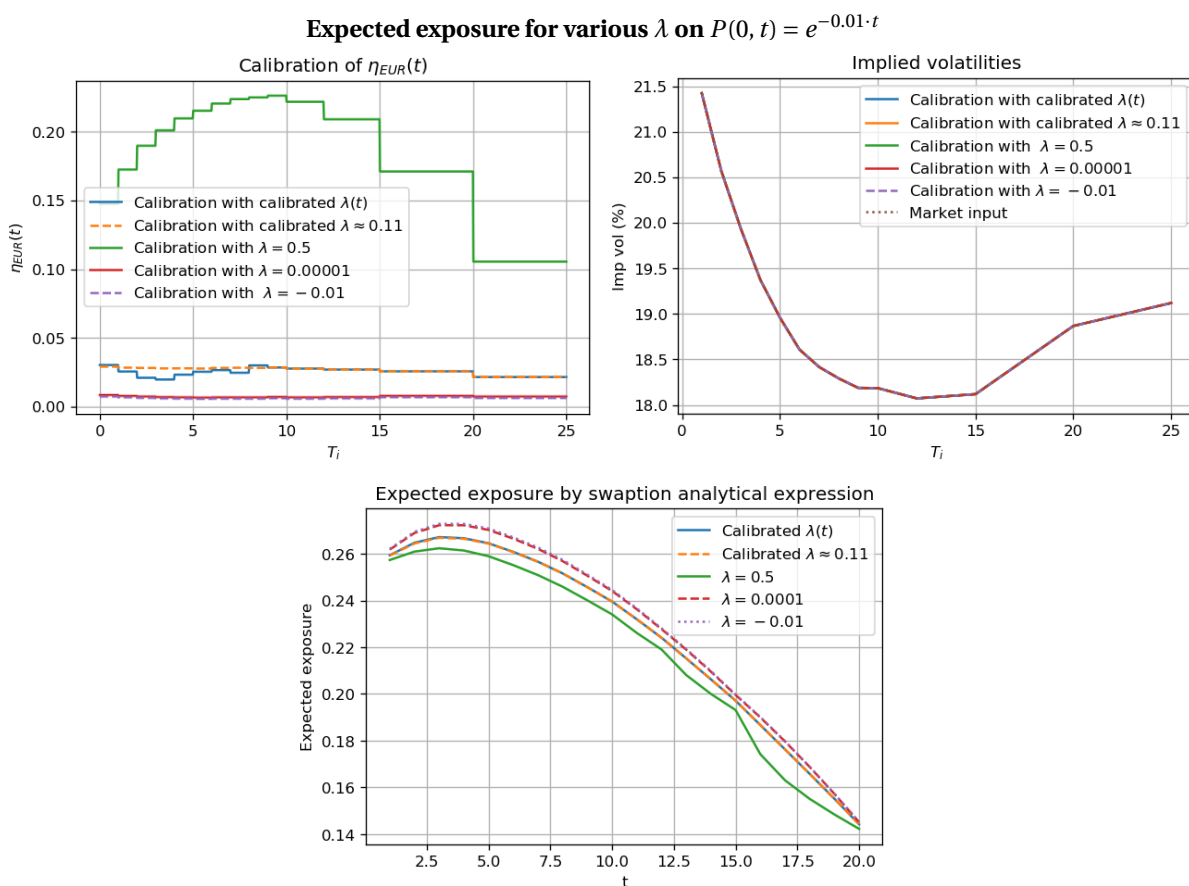 Expected exposure for various λ on P(0, t) = e^{-0.01·t}
Calibration of η_{EUR}(t)
η_{EUR}(t)
0.20
0.15
0.10
0.05
0.00
Calibration with calibrated λ(t)
Calibration with calibrated λ ≈ 0.11
Calibration with λ = 0.5
Calibration with λ = 0.00001
Calibration with λ = −0.01
0 5 10 15 20 25
T_i
Implied volatilities
Imp vol (%)
21.5
21.0
20.5
20.0
19.5
19.0
18.5
18.0
Calibration with calibrated λ(t)
Calibration with calibrated λ ≈ 0.11
Calibration with λ = 0.5
Calibration with λ = 0.00001
Calibration with λ = −0.01
Market input
0 5 10 15 20 25
T_i
Expected exposure by swaption analytical expression
Expected exposure
0.26
0.24
0.22
0.20
0.18
0.16
0.14
Calibrated λ(t)
Calibrated λ ≈ 0.11
λ = 0.5
λ = 0.0001
λ = −0.01
2.5 5.0 7.5 10.0 12.5 15.0 17.5 20.0
t